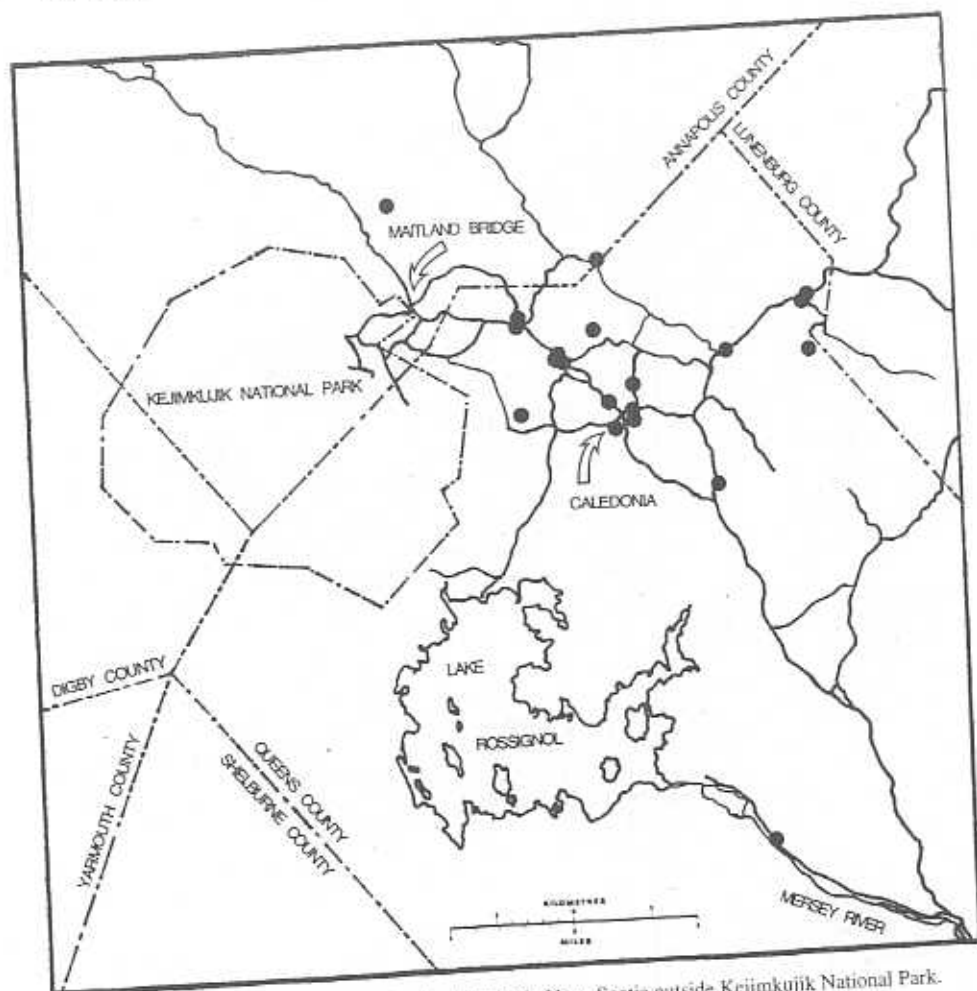 ANNAPOLIS COUNTY
LUNENBURG COUNTY
MAITLAND BRIDGE
KEJIMKUJIK NATIONAL PARK
CALEDONIA
LAKE
ROSSIGNOL
DIGBY COUNTY
QUEENS COUNTY
SHELBURNE COUNTY
YARMOUTH COUNTY
KILOMETRES
MILES
MERSEY RIVER
outside Kejimkujik National Park.